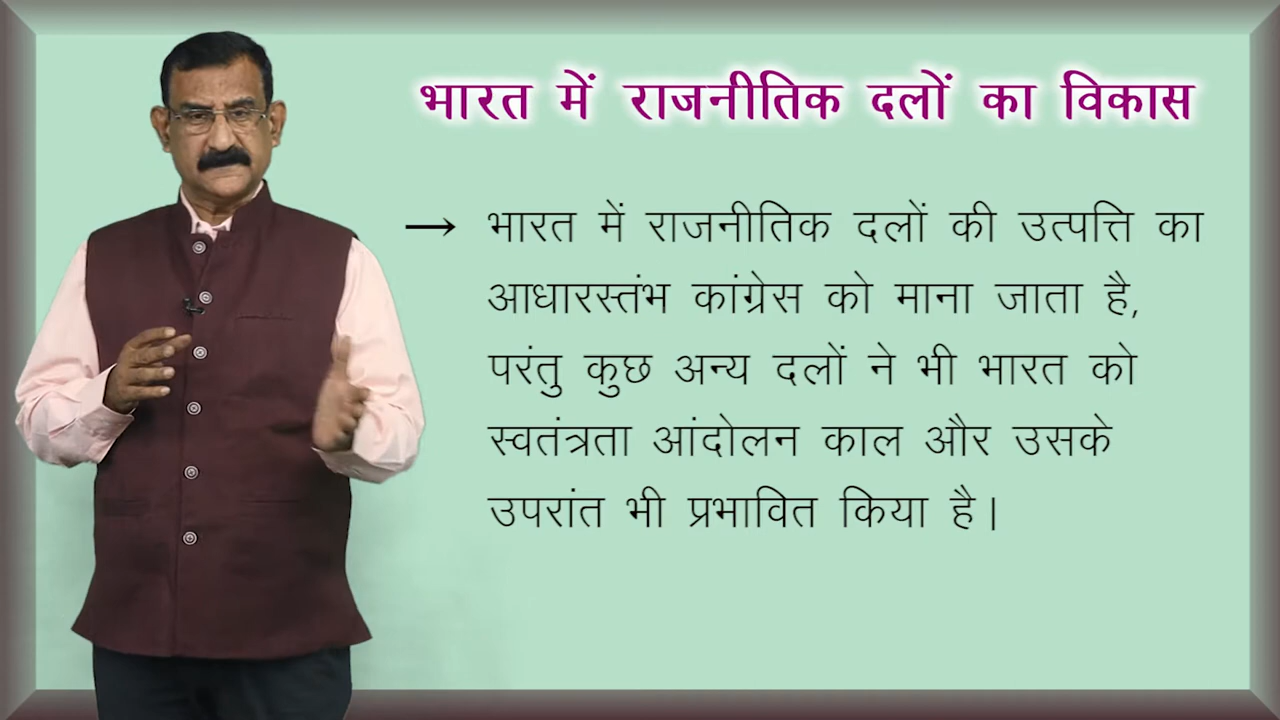 भारत में राजनीतिक दलों का विकास
→ भारत में राजनीतिक दलों की उत्पत्ति का
आधारस्तंभ कांग्रेस को माना जाता है,
परंतु कुछ अन्य दलों ने भी भारत को
स्वतंत्रता आंदोलन काल और उसके
उपरांत भी प्रभावित किया है।